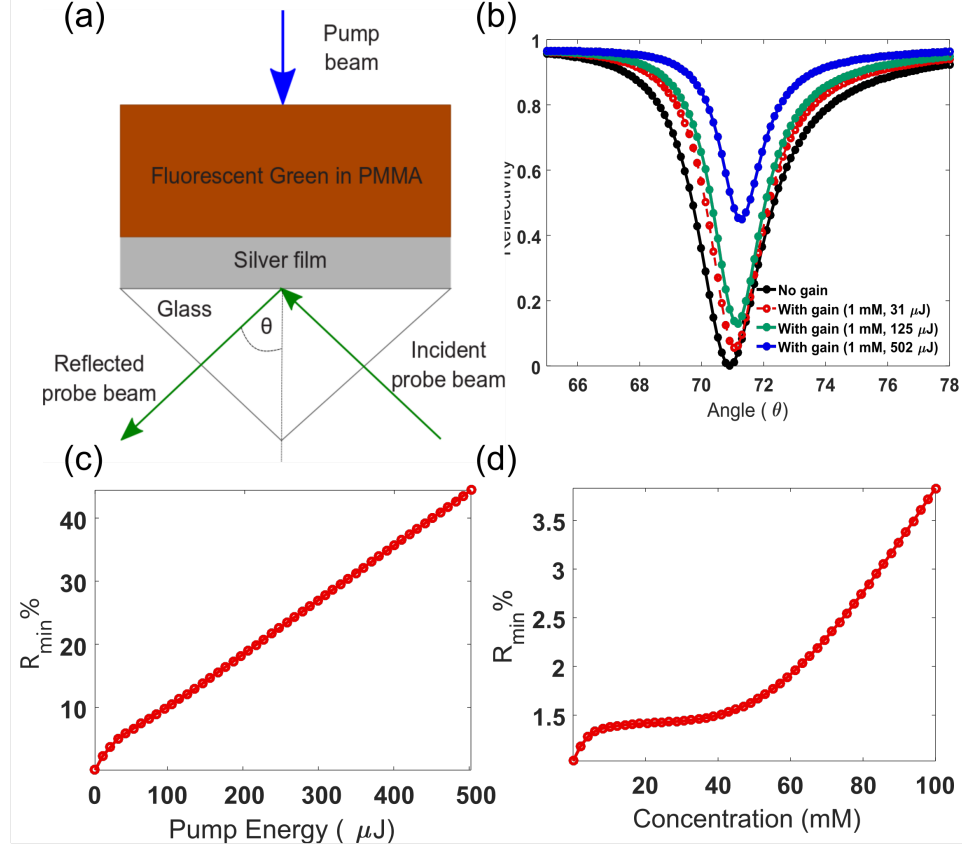 (a)
Pump
beam
Fluorescent Green in PMMA
Silver film
Glass
θ
Reflected
probe beam
Incident
probe beam
(b)
1
0.8
0.6
0.4
0.2
0
Reflectivity
No gain
With gain (1 mM, 31 μJ)
With gain (1 mM, 125 μJ)
With gain (1 mM, 502 μJ)
66 68 70 72 74 76 78
Angle ( θ)
(c)
40
30
20
10
R_min %
0 100 200 300 400 500
Pump Energy ( μJ)
(d)
3.5
3
2.5
2
1.5
R_min %
20 40 60 80 100
Concentration (mM)